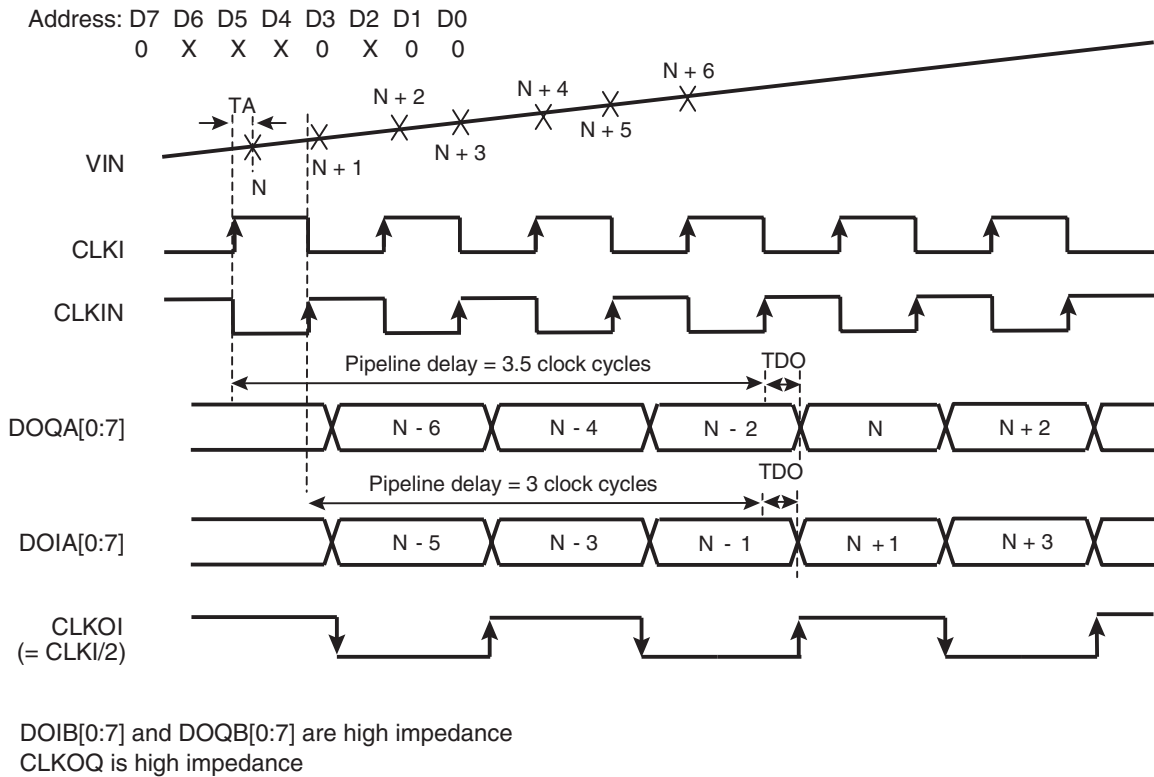 Address: D7 D6 D5 D4 D3 D2 D1 D0
0 X X X 0 X 0 0
N + 6
N + 4
N + 2
TA
N + 5
N + 3
N + 1
VIN
N
CLKI
CLKIN
Pipeline delay = 3.5 clock cycles
TDO
DOQA[0:7]
N - 6
N - 4
N - 2
N
N + 2
TDO
Pipeline delay = 3 clock cycles
DOIA[0:7]
N - 5
N - 3
N - 1
N + 1
N + 3
CLKOI
(= CLKI/2)
DOIB[0:7] and DOQB[0:7] are high impedance
CLKOQ is high impedance